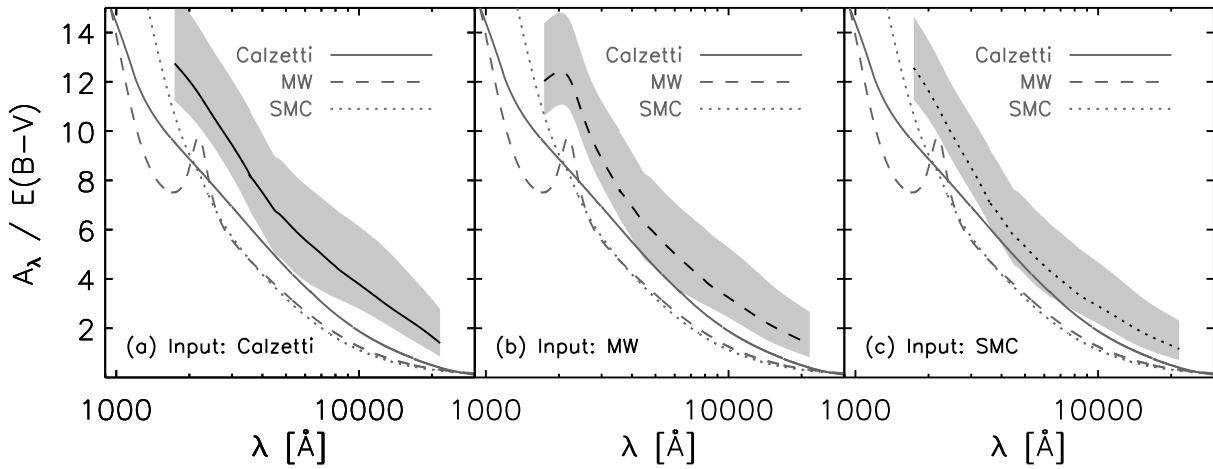 14
12
10
8
6
4
2
A_λ / E(B−V)
Calzetti
MW
SMC
(a) Input: Calzetti
1000
10000
λ [Å]
Calzetti
MW
SMC
(b) Input: MW
1000
10000
λ [Å]
Calzetti
MW
SMC
(c) Input: SMC
1000
10000
λ [Å]